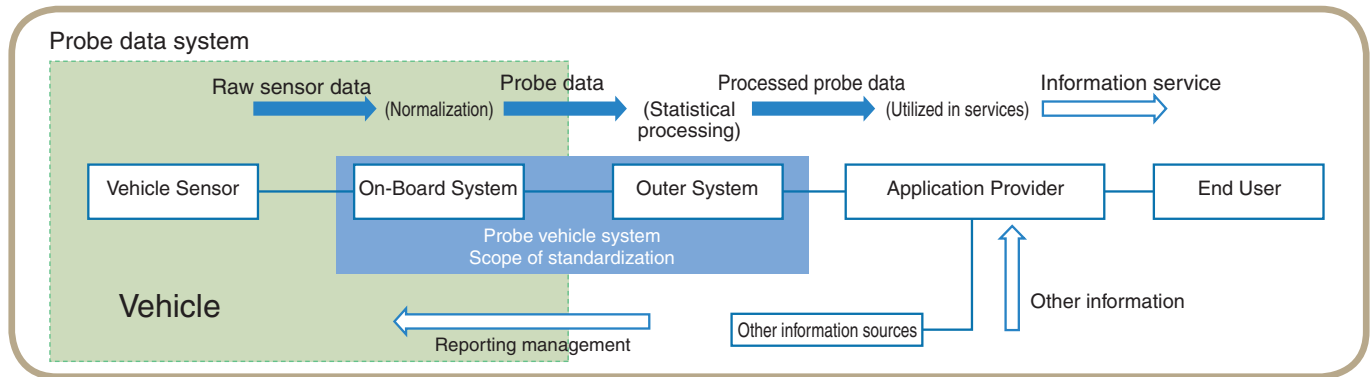 Probe data system
Raw sensor data
(Normalization)
Probe data
(Statistical
processing)
Processed probe data
(Utilized in services)
Information service
Vehicle Sensor
On-Board System
Outer System
Application Provider
End User
Probe vehicle system
Scope of standardization
Vehicle
Reporting management
Other information sources
Other information